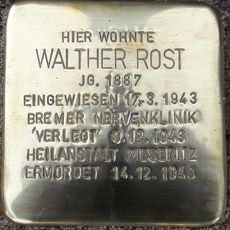 HIER WOHNTE
WALTHER ROST
JG. 1887
EINGEWIESEN 17.3. 1943
BREMER NERVENKLINIK
'VERLEGT' 9.12.1943
HEILANSTALT MESERITZ
ERMORDET 14.12.1943